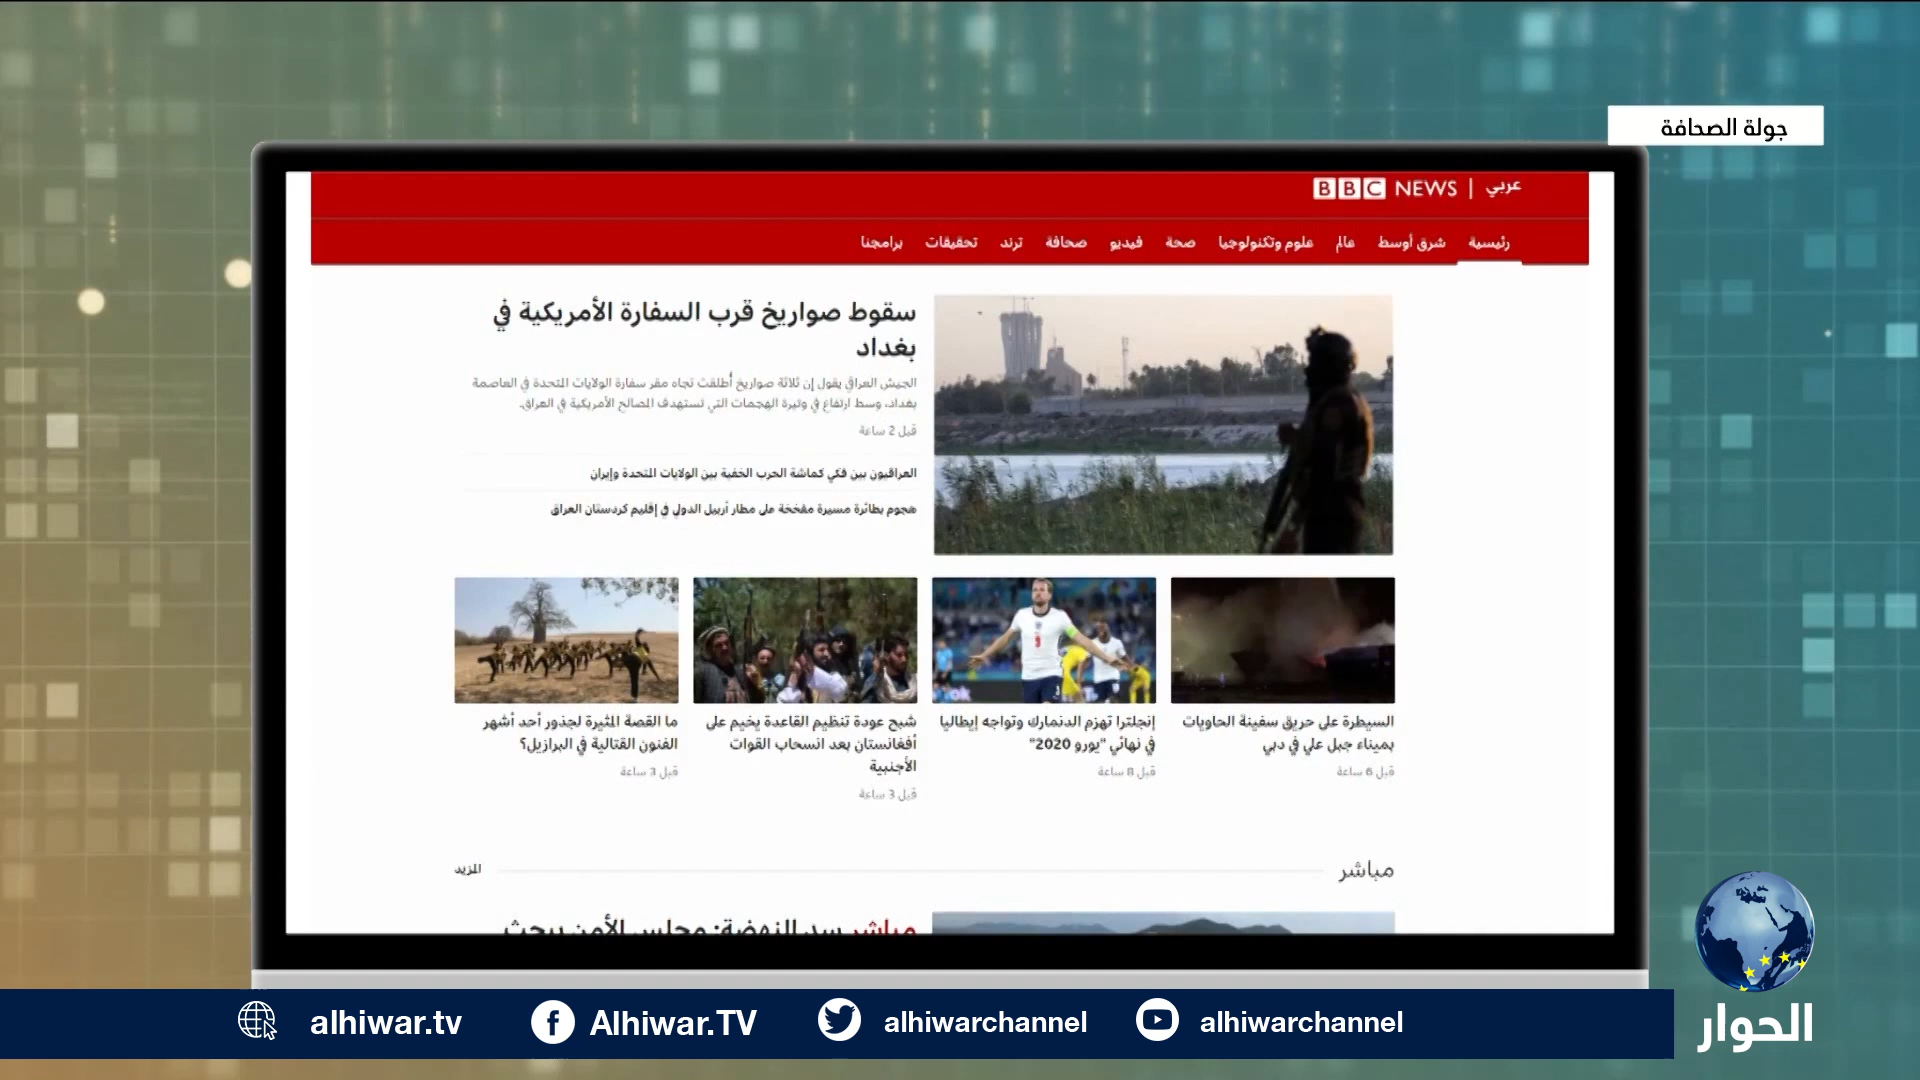 جولة الصحافة
BBC NEWS | عربي
رئيسية شرق أوسط عالم علوم وتكنولوجيا صحة فيديو صحافة ترند تحقيقات برامجنا
سقوط صواريخ قرب السفارة الأمريكية في
بغداد
الجيش العراقي يقول إن ثلاثة صواريخ أُطلقت تجاه مقر سفارة الولايات المتحدة في العاصمة
بغداد، وسط ارتفاع في وتيرة الهجمات التي تستهدف المصالح الأمريكية في العراق.
قبل 2 ساعة
العراقيون بين فكي كماشة الحرب الخفية بين الولايات المتحدة وإيران
هجوم بطائرة مسيرة مفخخة على مطار أربيل الدولي في إقليم كردستان العراق
السيطرة على حريق سفينة الحاويات
بميناء جبل علي في دبي
قبل 6 ساعة
إنجلترا تهزم الدنمارك وتواجه إيطاليا
في نهائي "يورو 2020"
قبل 8 ساعة
شبح عودة تنظيم القاعدة يخيم على
أفغانستان بعد انسحاب القوات
الأجنبية
قبل 3 ساعة
ما القصة المثيرة لجذور أحد أشهر
الفنون القتالية في البرازيل؟
قبل 3 ساعة
مباشر
المزيد
مباشر سد النهضة: مجلس الأمن يبحث
alhiwar.tv
Alhiwar.TV
alhiwarchannel
alhiwarchannel
الحوار